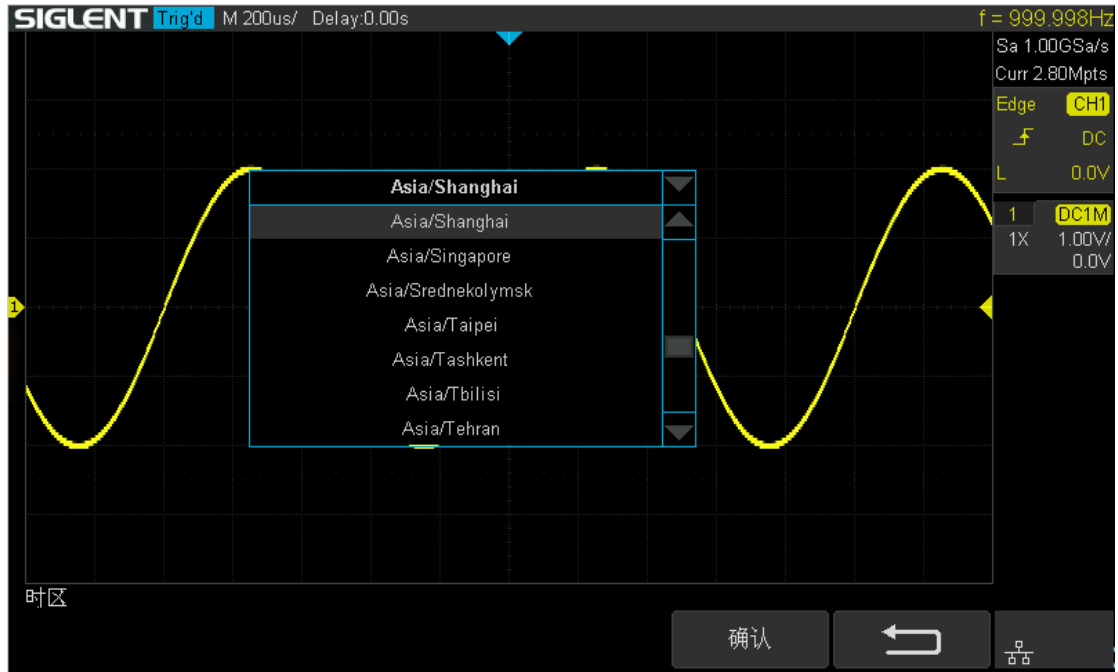 SIGLENT Trig'd M 200us/ Delay:0.00s f = 999.998Hz
Sa 1.00GSa/s
Curr 2.80Mpts
Edge CH1
DC
L 0.0V
1 DC1M
1X 1.00V/
0.0V
1
Asia/Shanghai
Asia/Shanghai
Asia/Singapore
Asia/Srednekolymsk
Asia/Taipei
Asia/Tashkent
Asia/Tbilisi
Asia/Tehran
时区
确认